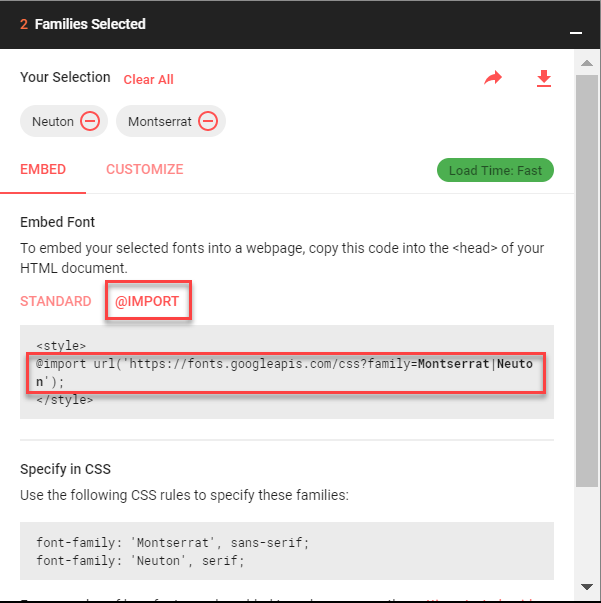 2 Families Selected
Your Selection Clear All
Neuton Montserrat
EMBED CUSTOMIZE Load Time: Fast
Embed Font
To embed your selected fonts into a webpage, copy this code into the <head> of your
HTML document.
STANDARD @IMPORT
<style>
@import url('https://fonts.googleapis.com/css?family=Montserrat|Neuto
n');
</style>
Specify in CSS
Use the following CSS rules to specify these families:
font-family: 'Montserrat', sans-serif;
font-family: 'Neuton', serif;